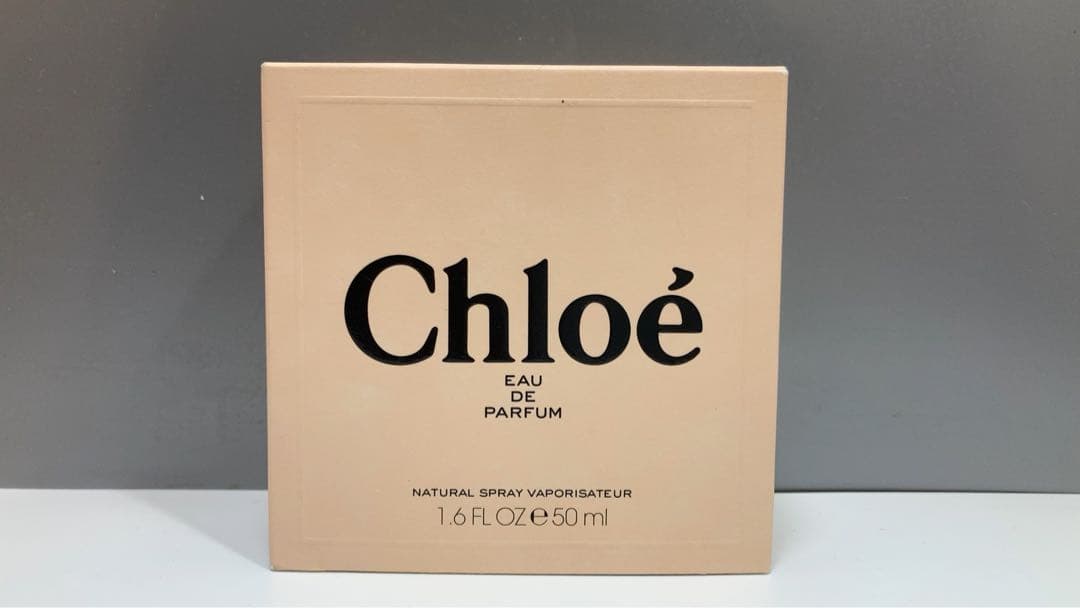 Chloé
EAU
DE
PARFUM
NATURAL SPRAY VAPORISATEUR
1.6 FL OZ ℮ 50 ml